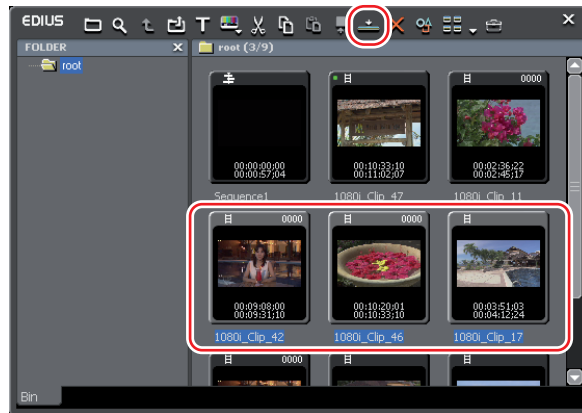 EDIUS
FOLDER
root (3/9)
root
0000
00:00:00;00
00:00:57;04
00:10:33;10
00:11:02;07
00:02:36;22
00:02:45;17
Sequence1
1080i_Clip_47
1080i_Clip_11
0000
0000
00:09:08;00
00:09:31;10
00:10:20;01
00:10:33;10
00:03:51;03
00:04:12;24
1080i_Clip_42
1080i_Clip_46
1080i_Clip_17
0000
Bin